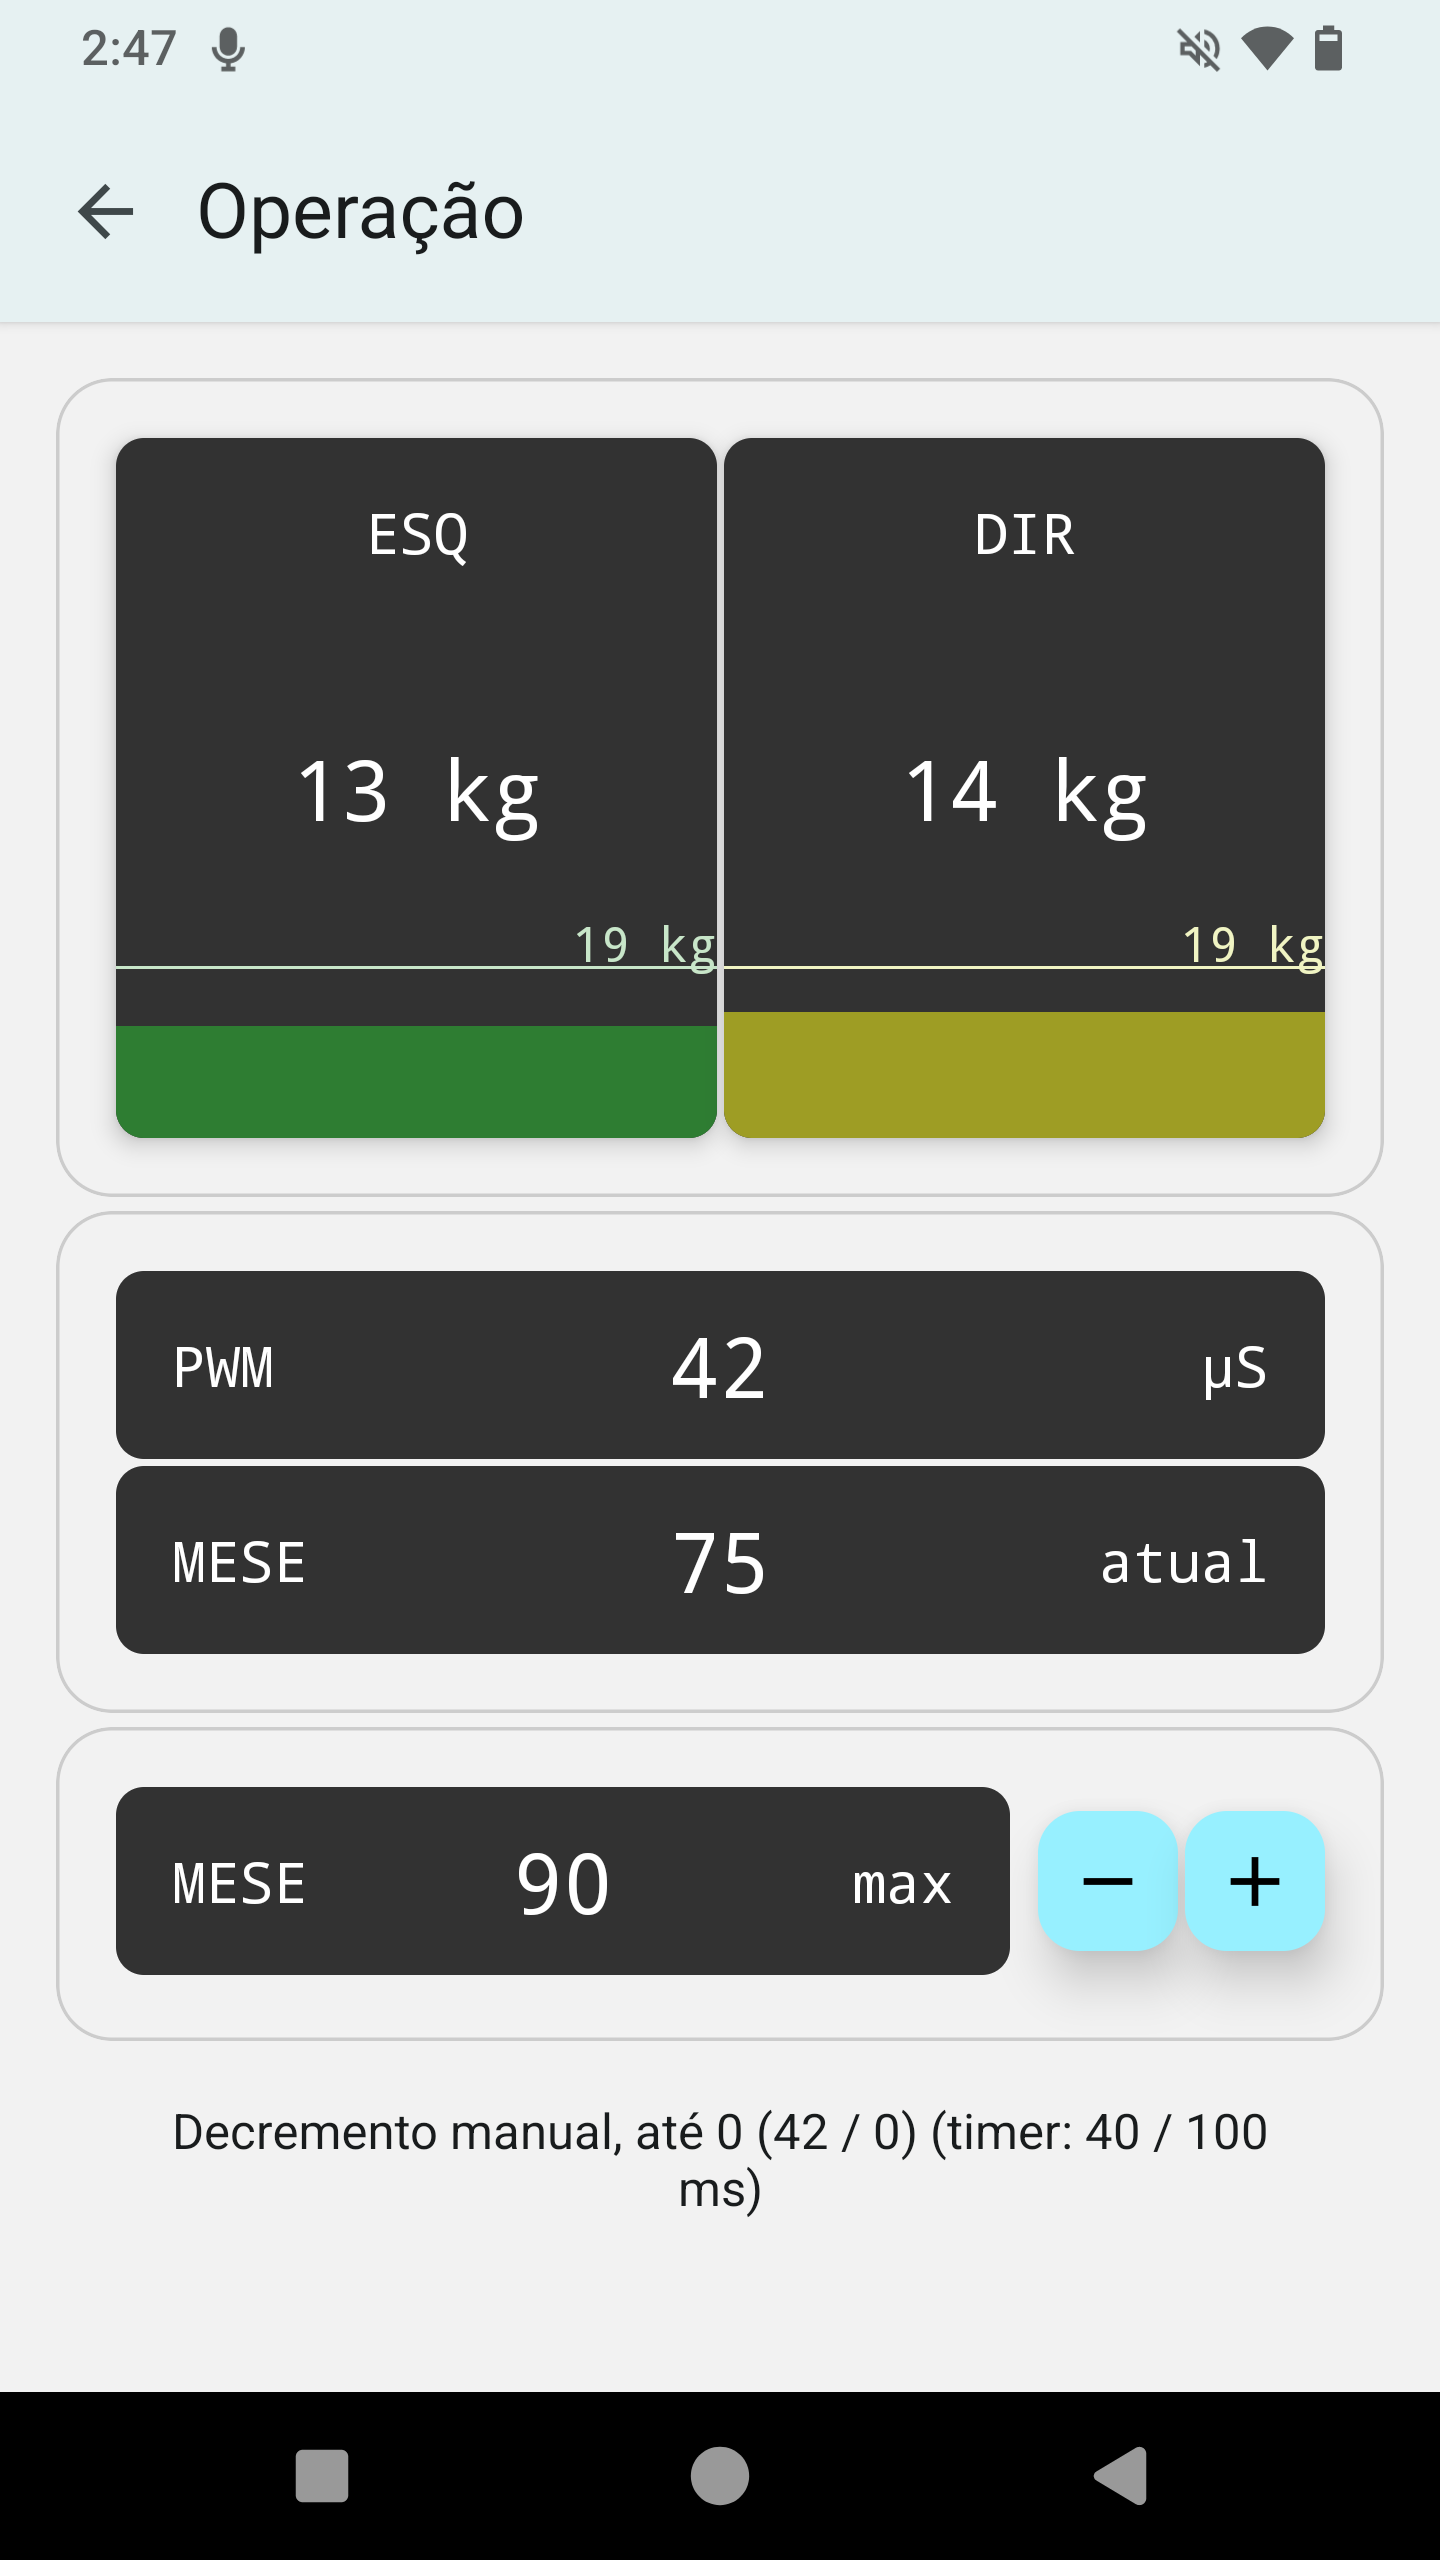 2:47
Operação
ESQ
DIR
13 kg
14 kg
19 kg
19 kg
PWM 42 µS
MESE 75 atual
MESE 90 max − +
Decremento manual, até 0 (42 / 0) (timer: 40 / 100
ms)